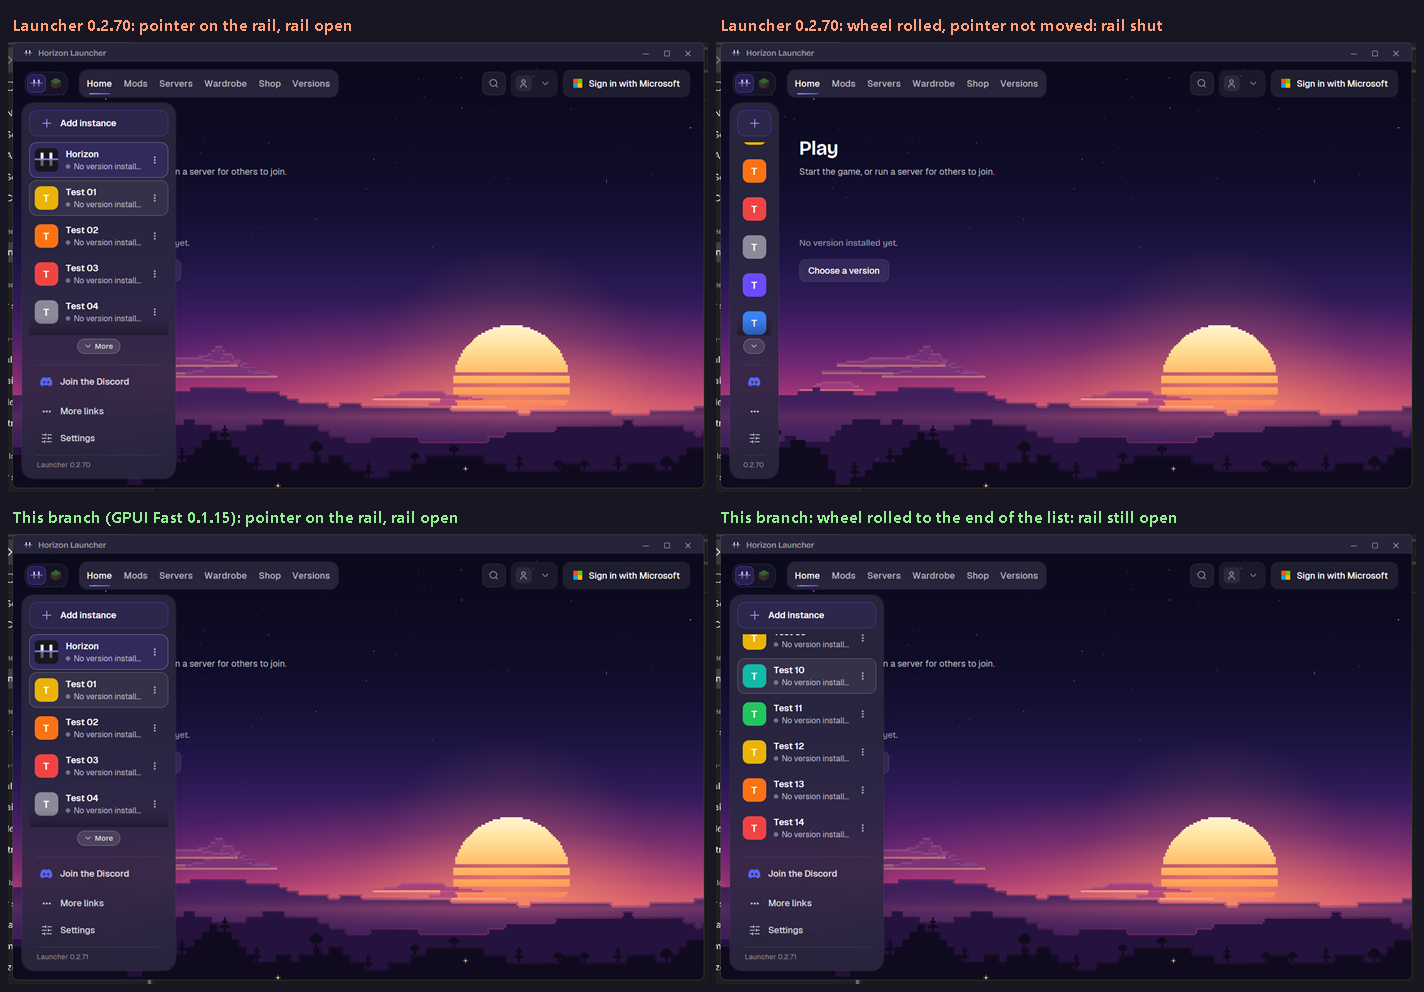 Launcher 0.2.70: pointer on the rail, rail open
Horizon Launcher
Home Mods Servers Wardrobe Shop Versions
Sign in with Microsoft
Add instance
Horizon
No version install...
Test 01
No version install...
n a server for others to join.
Test 02
No version install...
yet.
Test 03
No version install...
Test 04
No version install...
More
Join the Discord
More links
Settings
Launcher 0.2.70
Launcher 0.2.70: wheel rolled, pointer not moved: rail shut
Horizon Launcher
Home Mods Servers Wardrobe Shop Versions
Sign in with Microsoft
Play
Start the game, or run a server for others to join.
T
T
T
No version installed yet.
Choose a version
T
T
0.2.70
This branch (GPUI Fast 0.1.15): pointer on the rail, rail open
Horizon Launcher
Home Mods Servers Wardrobe Shop Versions
Sign in with Microsoft
Add instance
Horizon
No version install...
n a server for others to join.
T Test 01
No version install...
T Test 02
No version install...
yet.
T Test 03
No version install...
T Test 04
No version install...
More
Join the Discord
More links
Settings
Launcher 0.2.71
This branch: wheel rolled to the end of the list: rail still open
Horizon Launcher
Home Mods Servers Wardrobe Shop Versions
Sign in with Microsoft
Add instance
No version install...
n a server for others to join.
T Test 10
No version install...
T Test 11
No version install...
T Test 12
No version install...
T Test 13
No version install...
T Test 14
No version install...
Join the Discord
More links
Settings
Launcher 0.2.71